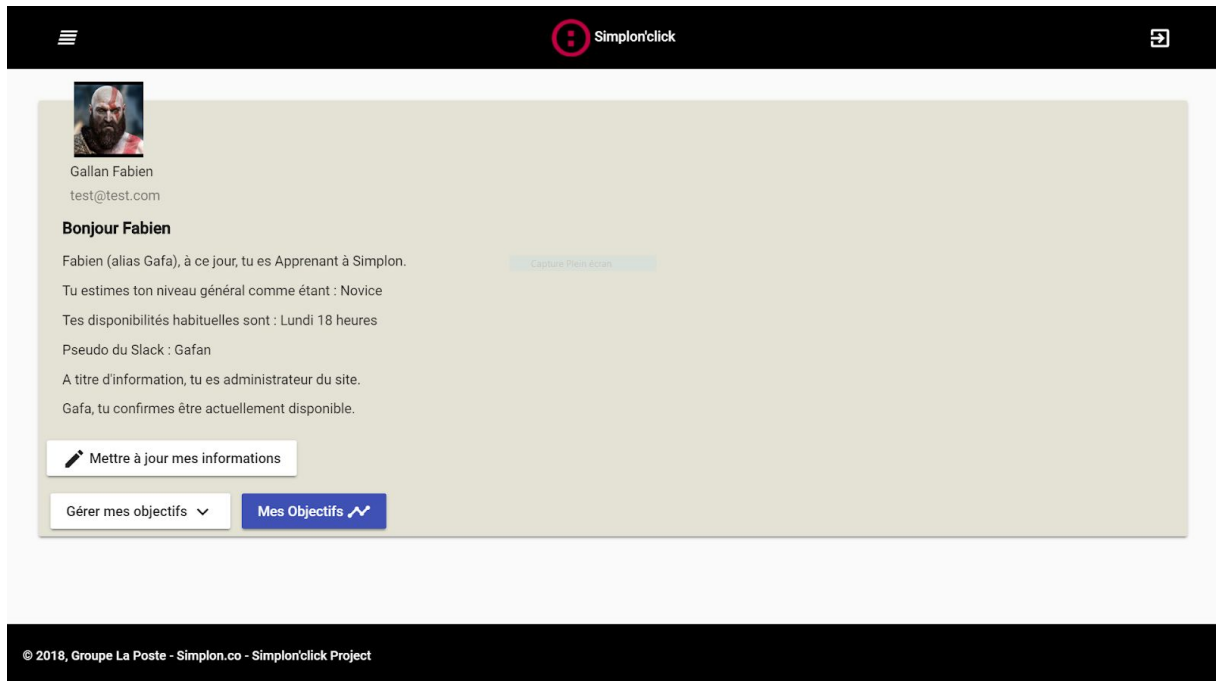 Simplon'click
Gallan Fabien
test@test.com
Bonjour Fabien
Fabien (alias Gafa), à ce jour, tu es Apprenant à Simplon.
Capture Plein écran
Tu estimes ton niveau général comme étant : Novice
Tes disponibilités habituelles sont : Lundi 18 heures
Pseudo du Slack : Gafan
A titre d'information, tu es administrateur du site.
Gafa, tu confirmes être actuellement disponible.
Mettre à jour mes informations
Gérer mes objectifs
Mes Objectifs
© 2018, Groupe La Poste - Simplon.co - Simplon'click Project